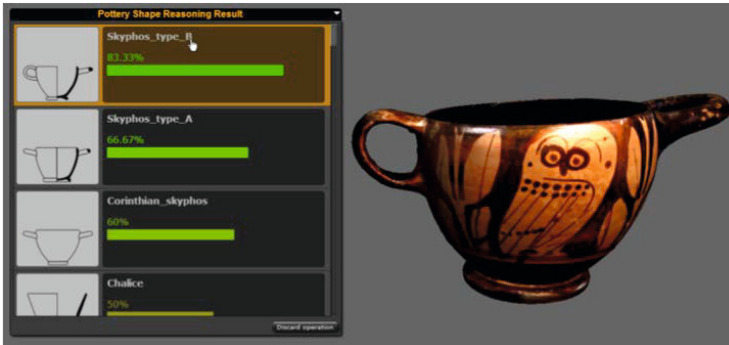 Pottery Shape Reasoning Result
Skyphos_type_B
83.33%
Skyphos_type_A
66.67%
Corinthian_skyphos
60%
Chalice
50%
Discard operation